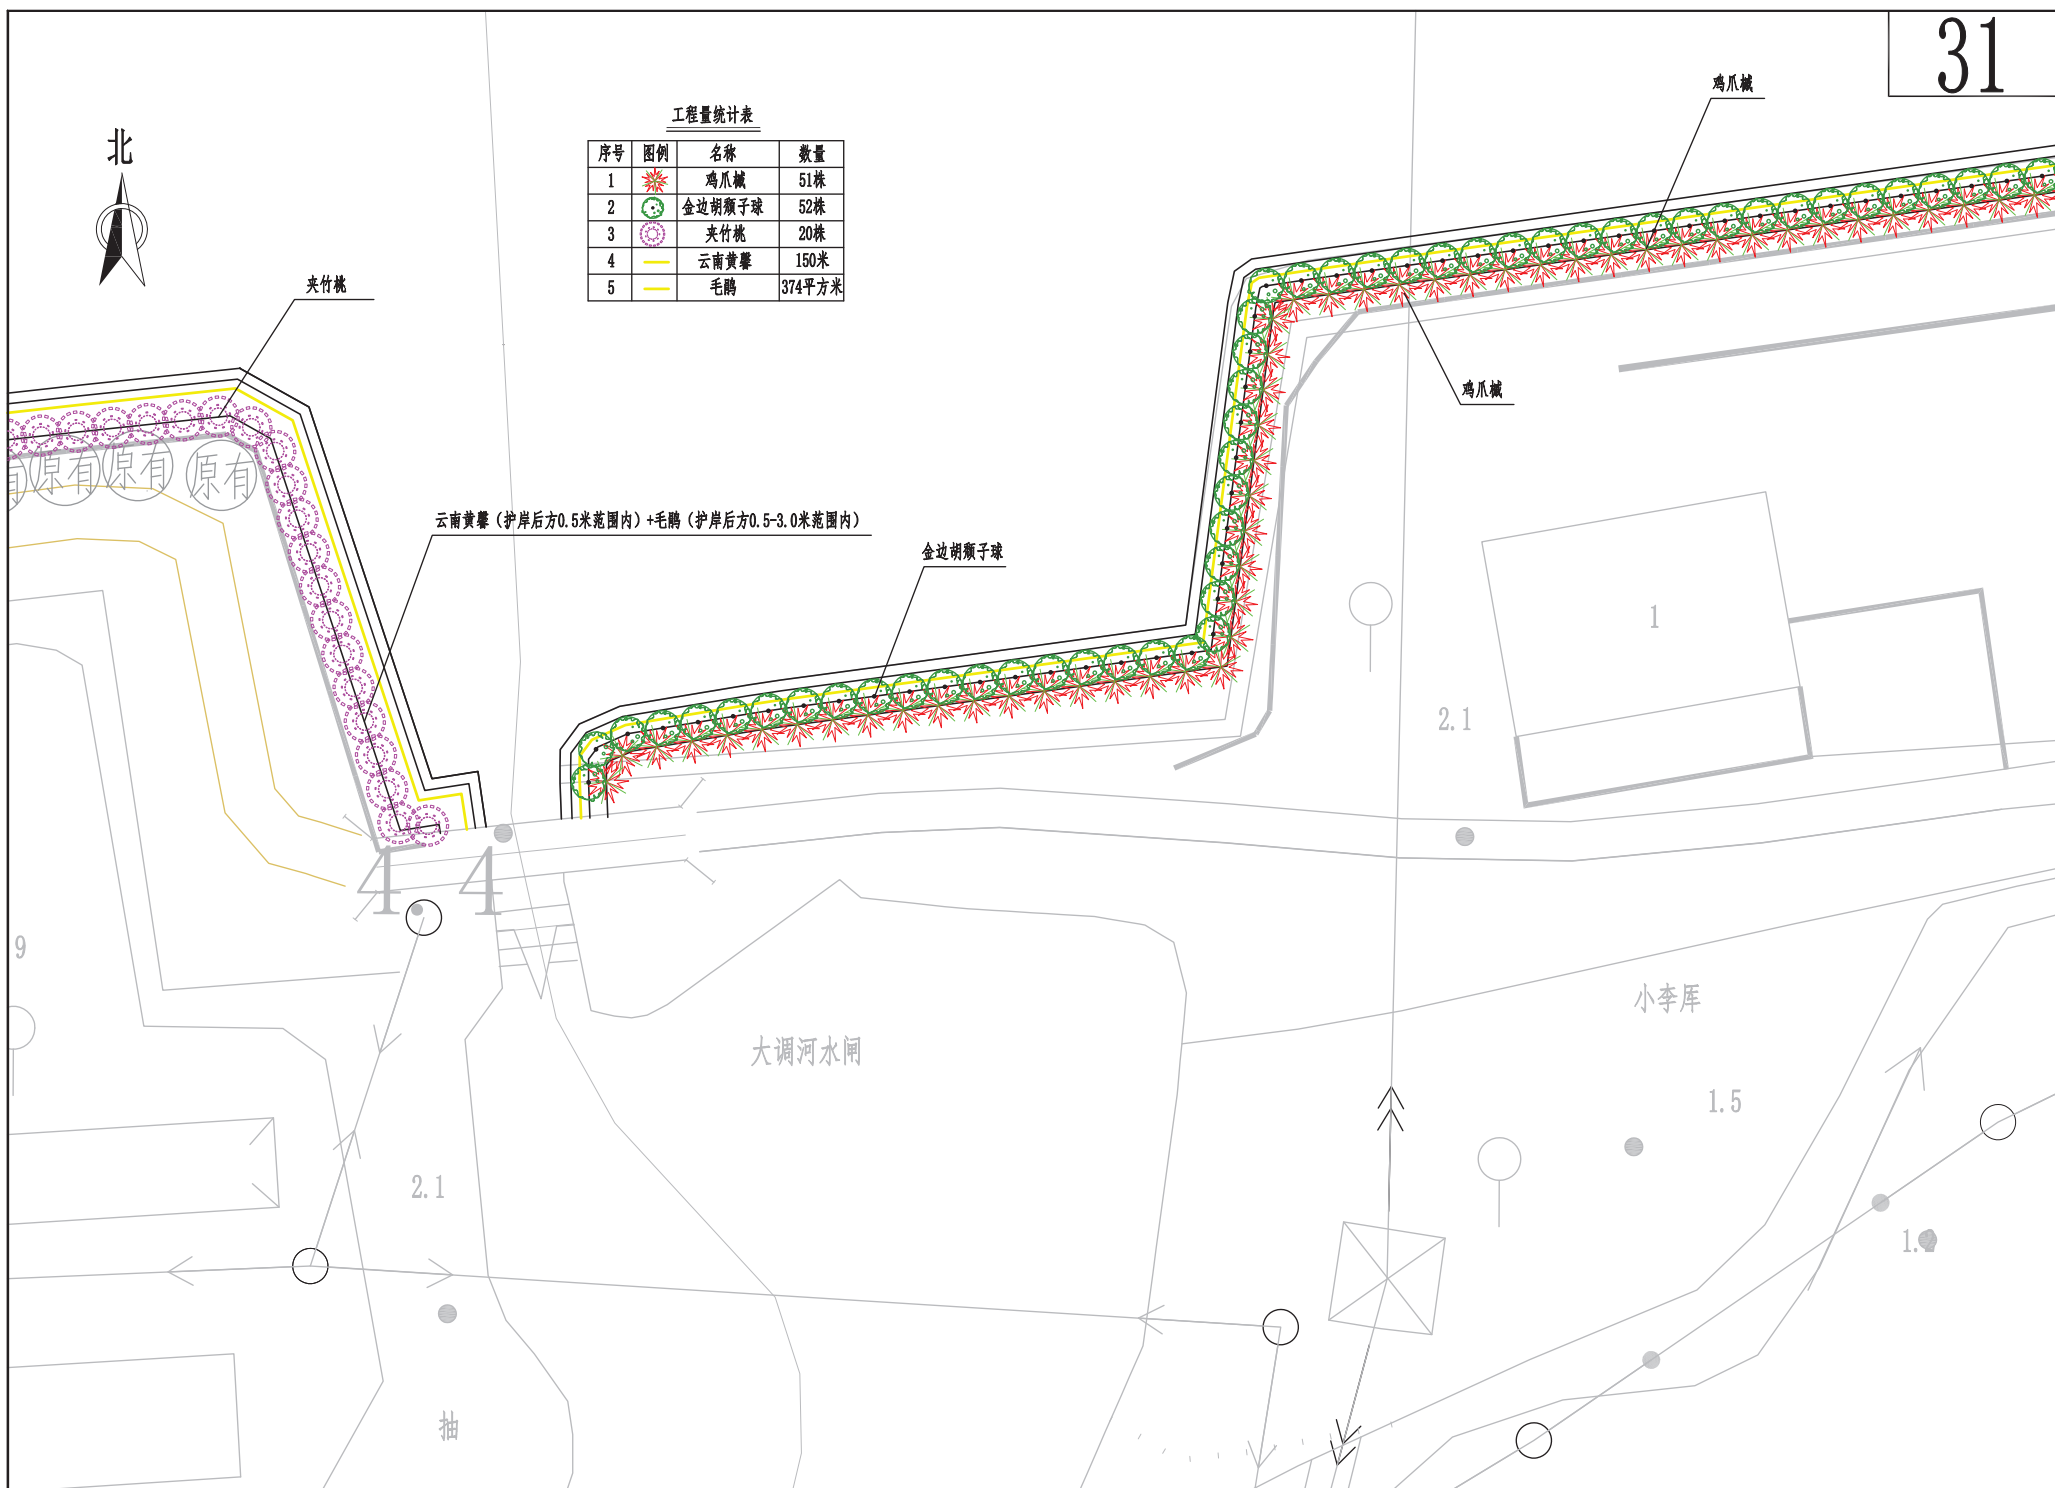 31
鸡爪槭
工程量统计表
序号 图例 名称 数量
1 鸡爪槭 51株
2 金边胡颓子球 52株
3 夹竹桃 20株
4 云南黄馨 150米
5 毛鹃 374平方米
北
夹竹桃
鸡爪槭
有 原有 原有 原有
云南黄馨（护岸后方0.5米范围内）+毛鹃（护岸后方0.5-3.0米范围内）
金边胡颓子球
1
2.1
4 4
9
小李厍
大调河水闸
1.5
2.1
抽